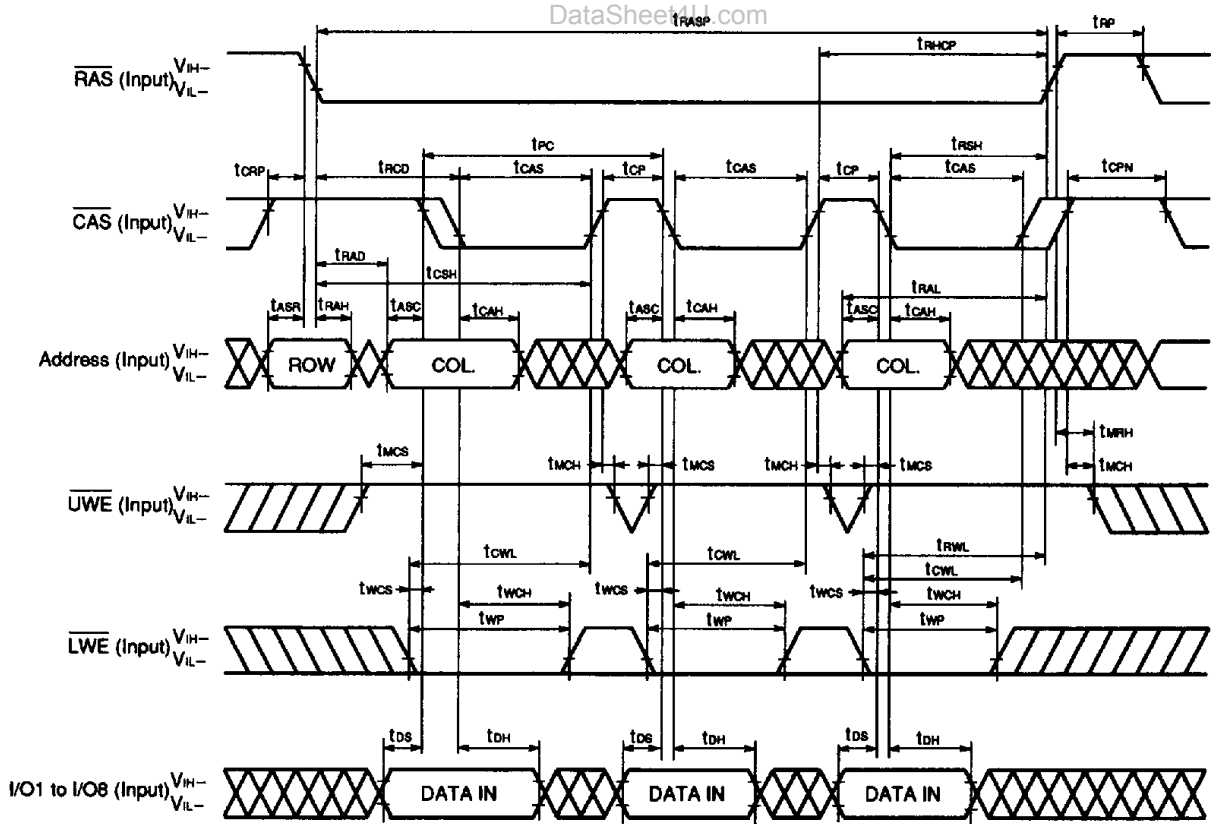 DataSheet4U.com
tRASP tRP
tRHCP
RAS (Input) VIH– VIL–
tPC tRSH
tCRP tRCD tCAS tCP tCAS tCP tCAS tCPN
CAS (Input) VIH– VIL–
tRAD
tCSH
tRAL
tASR tRAH tASC tCAH tASC tCAH tASC tCAH
Address (Input) VIH– VIL– ROW COL. COL. COL.
tMRH
tMCS tMCH tMCS tMCH tMCS tMCH
UWE (Input) VIH– VIL–
tCWL tCWL tRWL
tCWL
tWCS tWCH tWCS tWCH tWCS tWCH
tWP tWP tWP
LWE (Input) VIH– VIL–
tDS tDH tDS tDH tDS tDH
I/O1 to I/O8 (Input) VIH– VIL– DATA IN DATA IN DATA IN